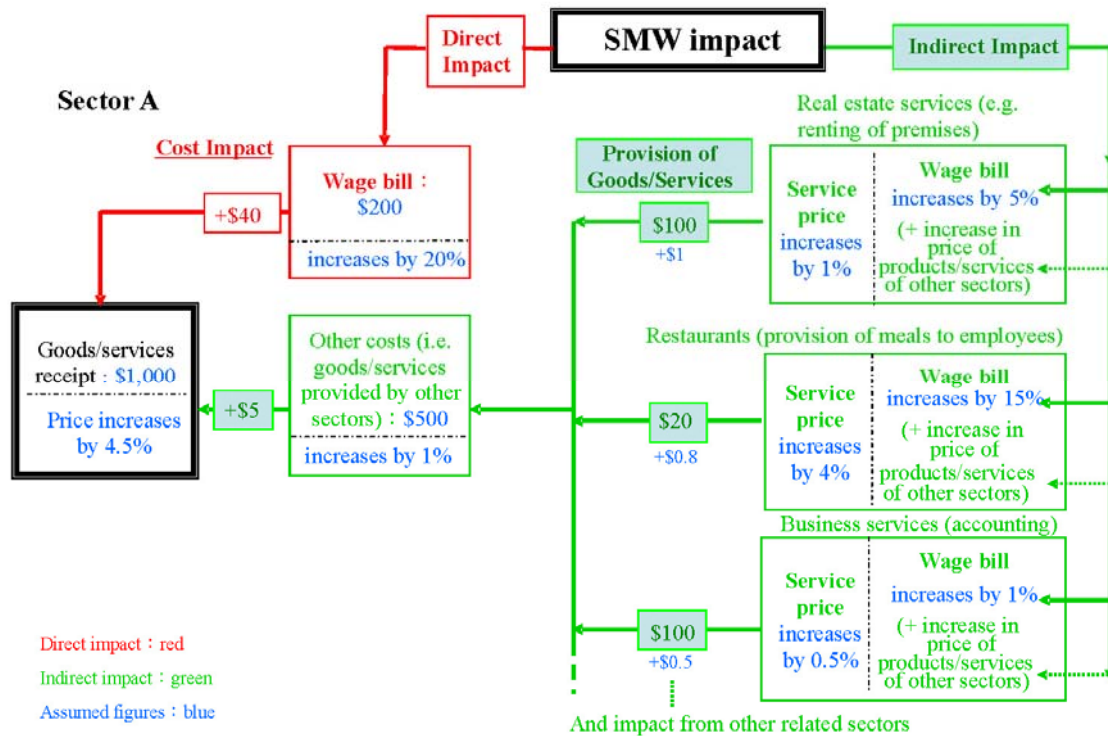 SMW impact
Direct
Impact
Indirect Impact
Sector A
Cost Impact
Wage bill：
$200
increases by 20%
+$40
Goods/services
receipt : $1,000
Price increases
by 4.5%
+$5
Other costs (i.e.
goods/services
provided by other
sectors)：$500
increases by 1%
Provision of
Goods/Services
Real estate services (e.g.
renting of premises)
$100
+$1
Service
price
increases
by 1%
Wage bill
increases by 5%
(+ increase in
price of
products/services
of other sectors)
Restaurants (provision of meals to employees)
$20
+$0.8
Service
price
increases
by 4%
Wage bill
increases by 15%
(+ increase in
price of
products/services
of other sectors)
Business services (accounting)
$100
+$0.5
Service
price
increases
by 0.5%
Wage bill
increases by 1%
(+ increase in
price of
products/services
of other sectors)
And impact from other related sectors
Direct impact：red
Indirect impact：green
Assumed figures：blue